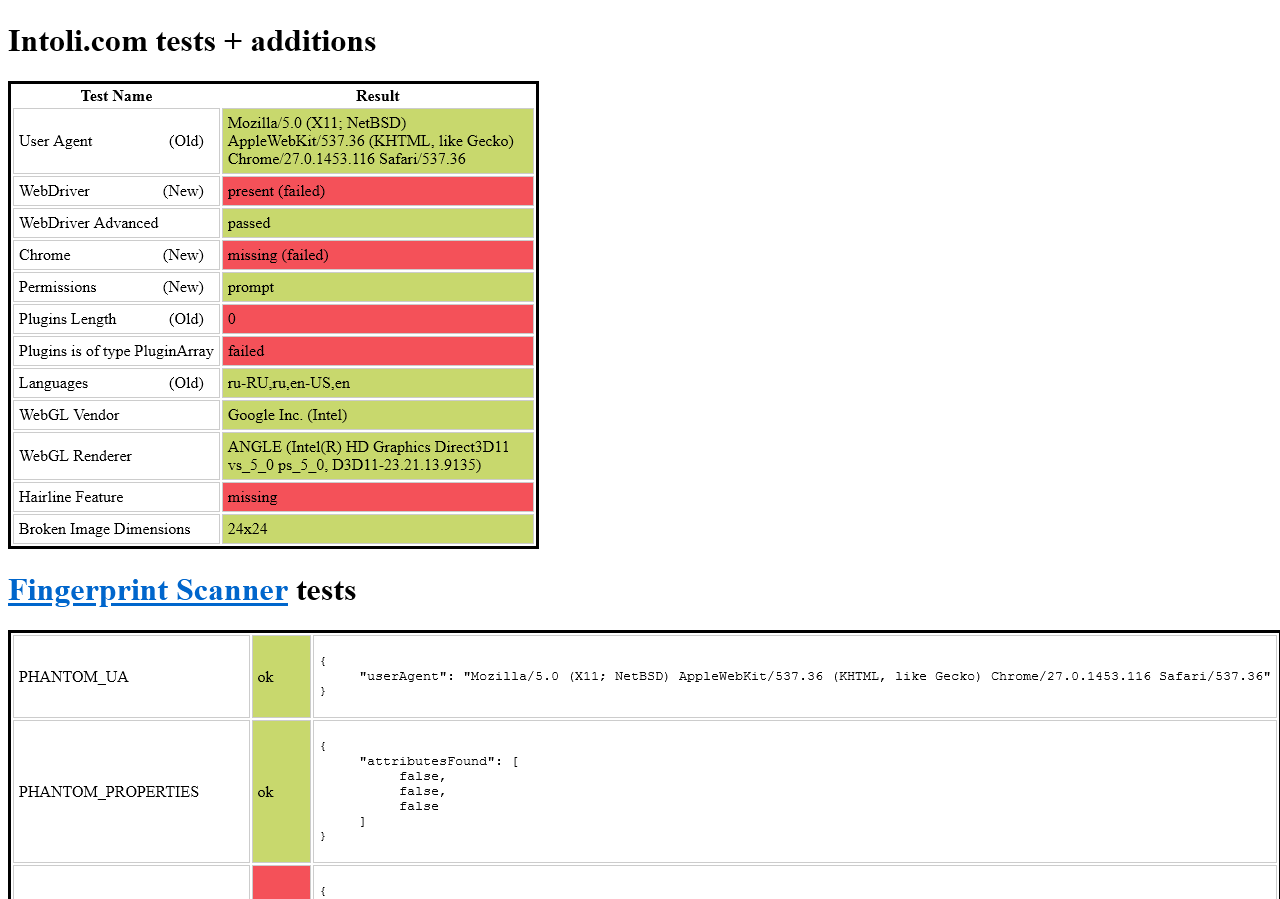 Intoli.com tests + additions
Test Name Result
User Agent (Old) Mozilla/5.0 (X11; NetBSD)
AppleWebKit/537.36 (KHTML, like Gecko)
Chrome/27.0.1453.116 Safari/537.36
WebDriver (New) present (failed)
WebDriver Advanced passed
Chrome (New) missing (failed)
Permissions (New) prompt
Plugins Length (Old) 0
Plugins is of type PluginArray failed
Languages (Old) ru-RU,ru,en-US,en
WebGL Vendor Google Inc. (Intel)
WebGL Renderer ANGLE (Intel(R) HD Graphics Direct3D11
vs_5_0 ps_5_0, D3D11-23.21.13.9135)
Hairline Feature missing
Broken Image Dimensions 24x24
Fingerprint Scanner tests
PHANTOM_UA ok {
"userAgent": "Mozilla/5.0 (X11; NetBSD) AppleWebKit/537.36 (KHTML, like Gecko) Chrome/27.0.1453.116 Safari/537.36"
}
PHANTOM_PROPERTIES ok {
"attributesFound": [
false,
false,
false
]
}
{